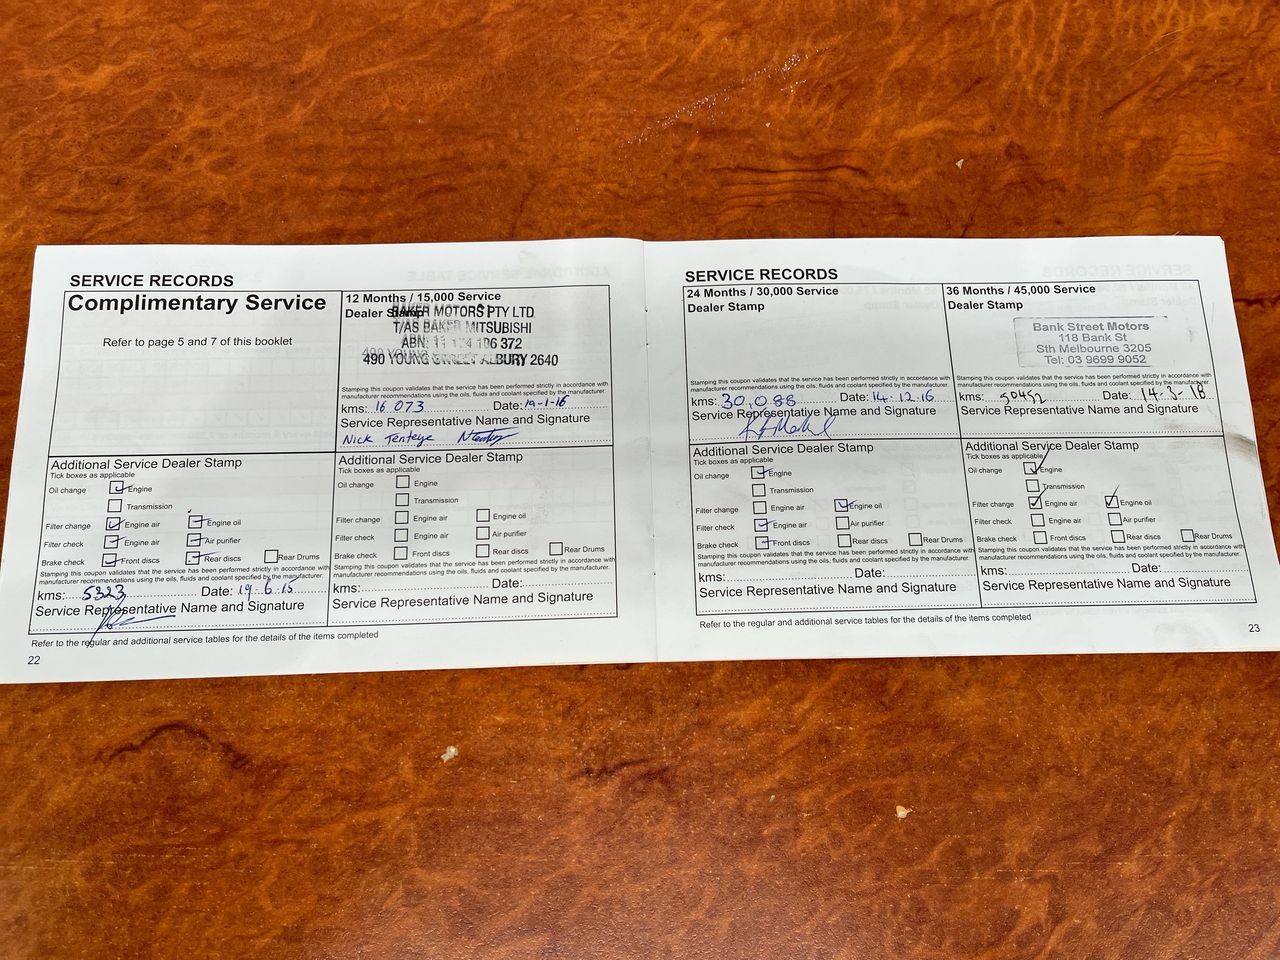 SERVICE RECORDS
Complimentary Service
Refer to page 5 and 7 of this booklet
12 Months / 15,000 Service
Dealer Stamp
BAKER MOTORS PTY LTD
T/AS BAKER MITSUBISHI
ABN: 11 174 106 372
490 YOUNG STREET ALBURY 2640
Stamping this coupon validates that the service has been performed strictly in accordance with
manufacturer recommendations using the oils, fluids and coolant specified by the manufacturer.
kms: 16 073 Date: 19-1-16
Service Representative Name and Signature
Nick
Additional Service Dealer Stamp
Tick boxes as applicable
Oil change Engine
Transmission
Filter change Engine air Engine oil
Filter check Engine air Air purifier
Brake check Front discs Rear discs Rear Drums
Stamping this coupon validates that the service has been performed strictly in accordance with
manufacturer recommendations using the oils, fluids and coolant specified by the manufacturer.
kms: 5323 Date: 19.6.15
Service Representative Name and Signature
Additional Service Dealer Stamp
Tick boxes as applicable
Oil change Engine
Transmission
Filter change Engine air Engine oil
Filter check Engine air Air purifier
Brake check Front discs Rear discs Rear Drums
Stamping this coupon validates that the service has been performed strictly in accordance with
manufacturer recommendations using the oils, fluids and coolant specified by the manufacturer.
kms: Date:
Service Representative Name and Signature
Refer to the regular and additional service tables for the details of the items completed
22
SERVICE RECORDS
24 Months / 30,000 Service
Dealer Stamp
Stamping this coupon validates that the service has been performed strictly in accordance with
manufacturer recommendations using the oils, fluids and coolant specified by the manufacturer.
kms: 30,088 Date: 14.12.16
Service Representative Name and Signature
36 Months / 45,000 Service
Dealer Stamp
Bank Street Motors
118 Bank St
Sth Melbourne 3205
Tel: 03 9699 9052
Stamping this coupon validates that the service has been performed strictly in accordance with
manufacturer recommendations using the oils, fluids and coolant specified by the manufacturer.
kms: 50452 Date: 14-3-18
Service Representative Name and Signature
Additional Service Dealer Stamp
Tick boxes as applicable
Oil change Engine
Transmission
Filter change Engine air Engine oil
Filter check Engine air Air purifier
Brake check Front discs Rear discs Rear Drums
Stamping this coupon validates that the service has been performed strictly in accordance with
manufacturer recommendations using the oils, fluids and coolant specified by the manufacturer.
kms: Date:
Service Representative Name and Signature
Additional Service Dealer Stamp
Tick boxes as applicable
Oil change Engine
Transmission
Filter change Engine air Engine oil
Filter check Engine air Air purifier
Brake check Front discs Rear discs Rear Drums
Stamping this coupon validates that the service has been performed strictly in accordance with
manufacturer recommendations using the oils, fluids and coolant specified by the manufacturer.
kms: Date:
Service Representative Name and Signature
Refer to the regular and additional service tables for the details of the items completed
23